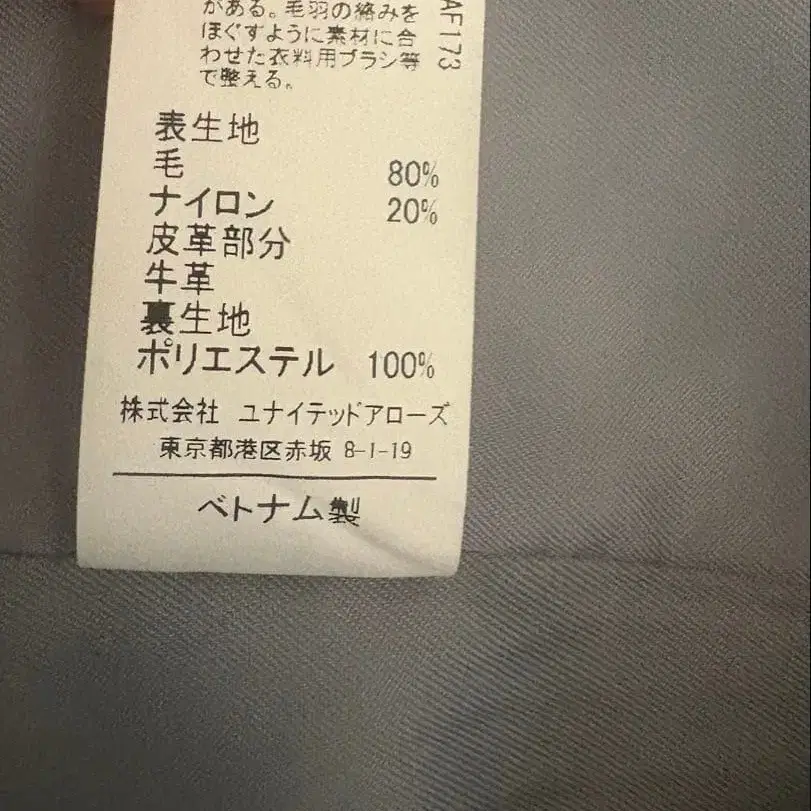 がある。毛羽の絡みを
ほぐすように素材に合
わせた衣料用ブラシ等
で整える。
AF173
表生地
毛 80%
ナイロン 20%
皮革部分
牛革
裏生地
ポリエステル 100%
株式会社 ユナイテッドアローズ
東京都港区赤坂 8-1-19
ベトナム製